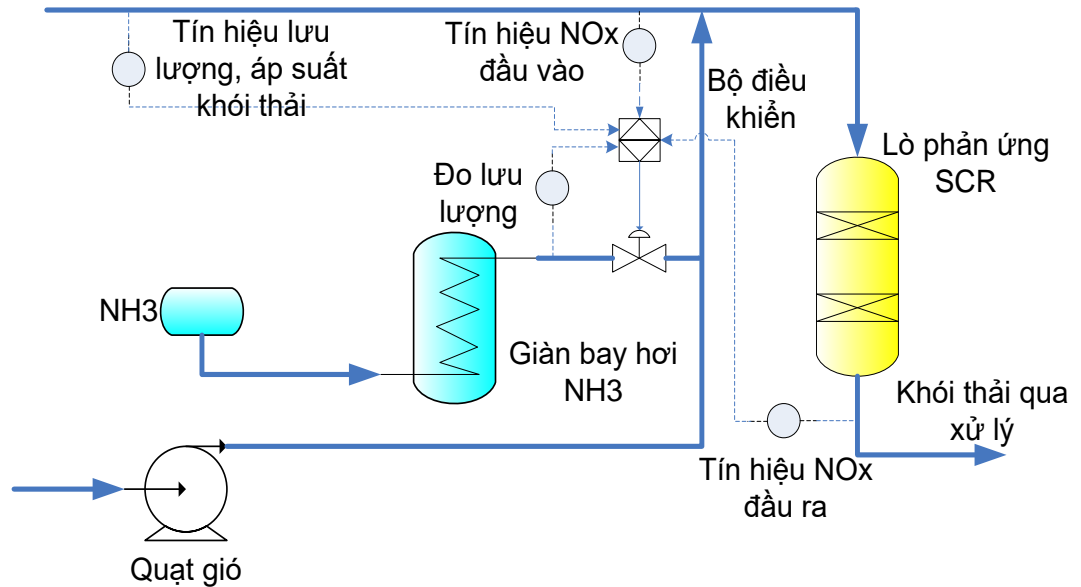 Tín hiệu lưu
lượng, áp suất
khói thải
Tín hiệu NOx
đầu vào
Bộ điều
khiển
Lò phản ứng
SCR
Đo lưu
lượng
NH3
Giàn bay hơi
NH3
Khói thải qua
xử lý
Tín hiệu NOx
đầu ra
Quạt gió